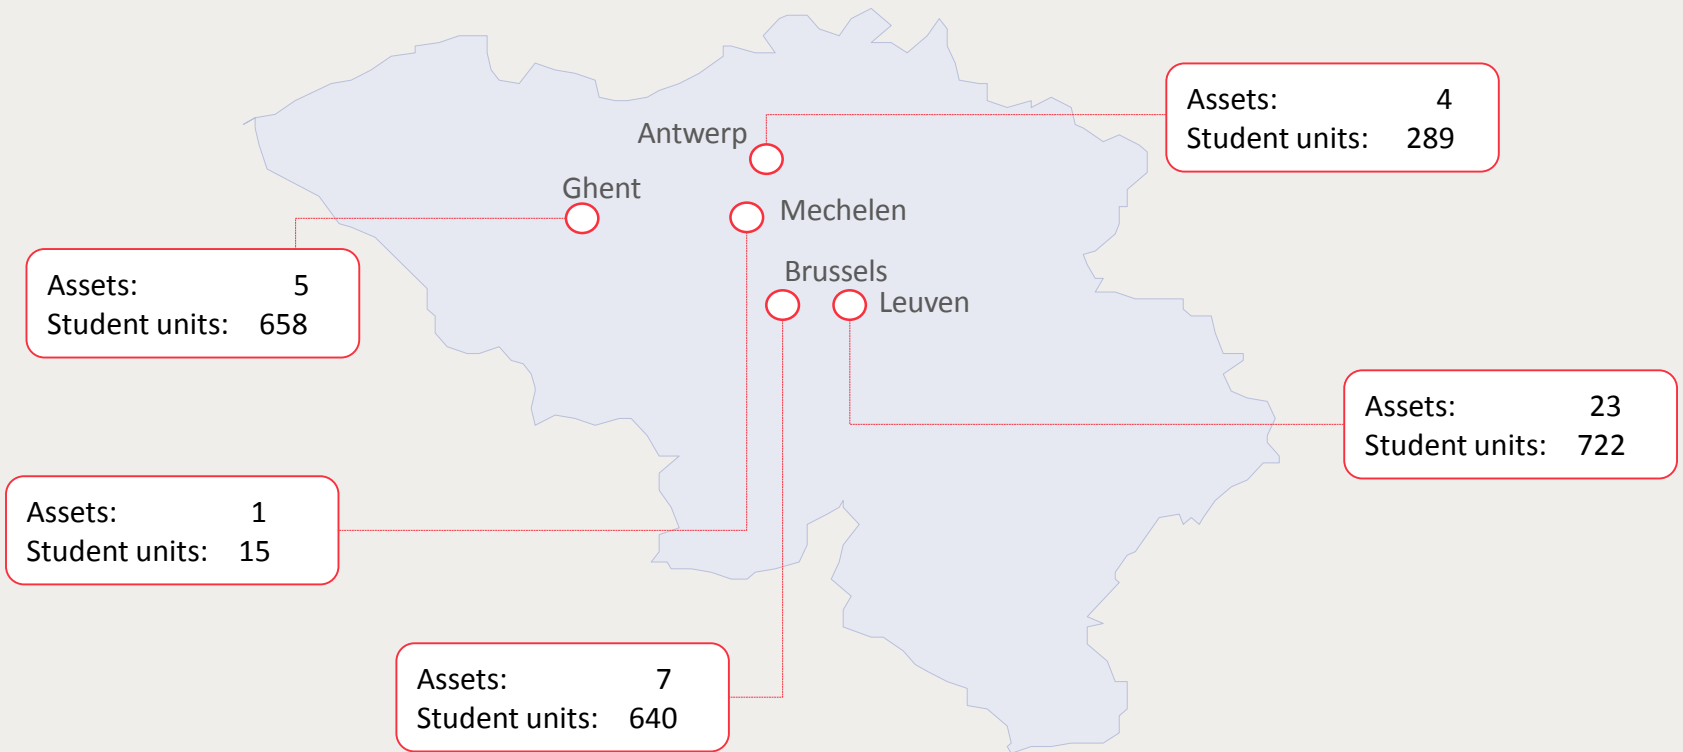 Assets: 4
Student units: 289
Antwerp
Ghent
Mechelen
Assets: 5
Student units: 658
Brussels
Leuven
Assets: 23
Student units: 722
Assets: 1
Student units: 15
Assets: 7
Student units: 640